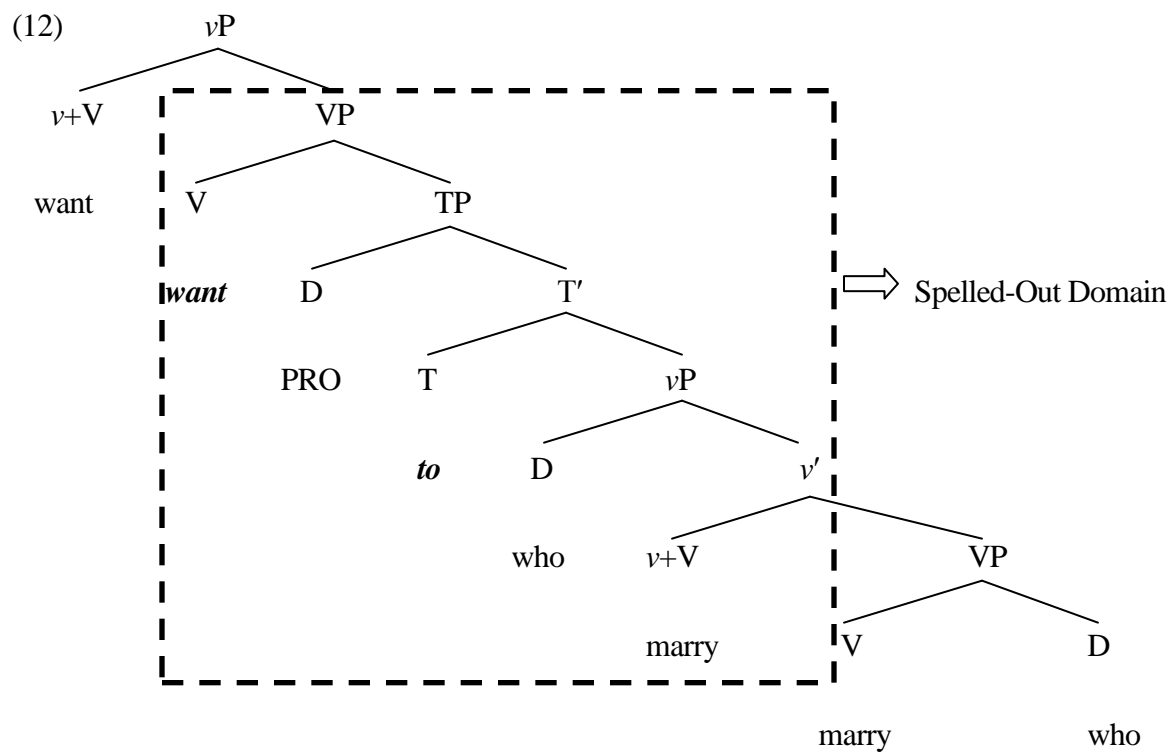 (12) vP
v+V VP
want V TP
want D T′ Spelled-Out Domain
PRO T vP
to D v′
who v+V VP
marry V D
marry who